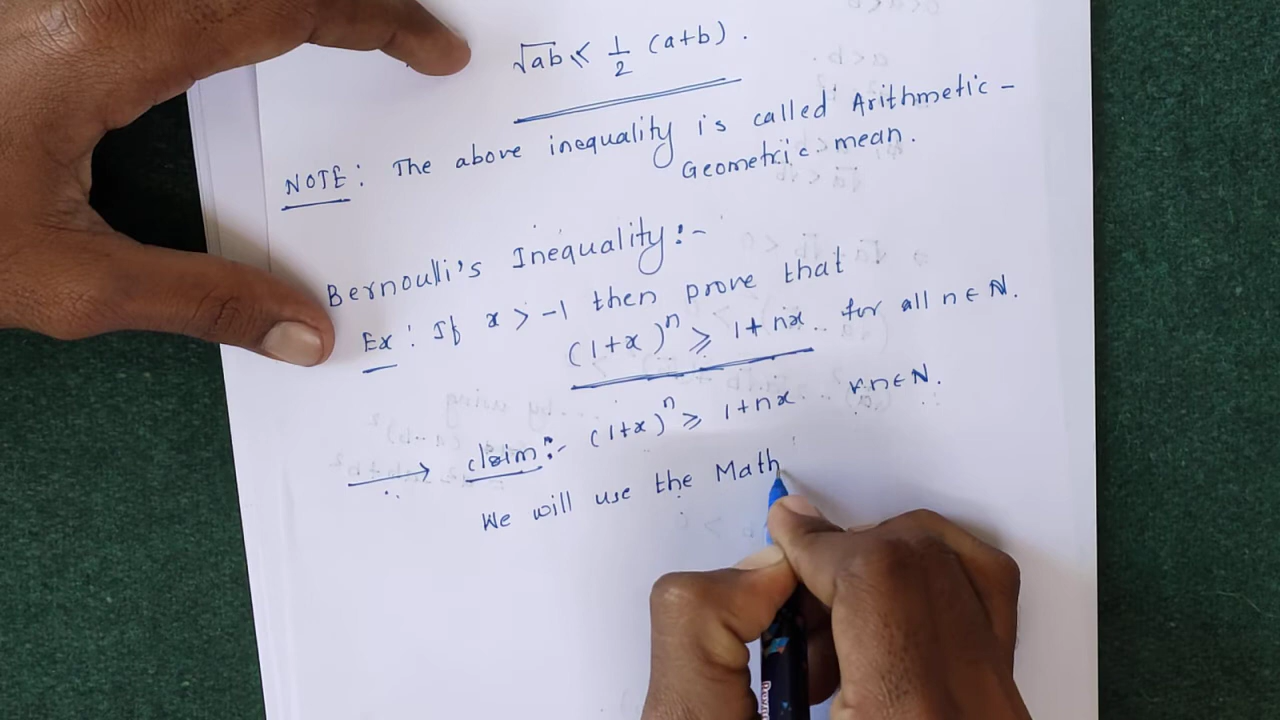 √ab ≤ 1/2 (a+b).
NOTE: The above inequality is called Arithmetic -
Geometric mean.
Bernoulli's Inequality:-
Ex: If x > -1 then prove that
(1+x)^n ≥ 1 + nx for all n ∈ N.
→ claim:- (1+x)^n ≥ 1+nx ∀ n ∈ N.
We will use the Math